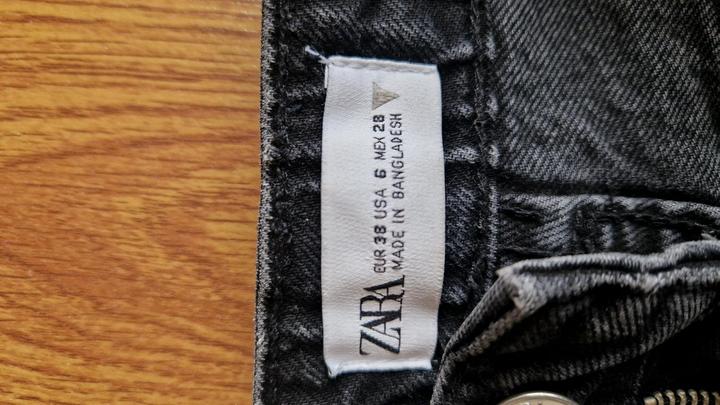 ZARA
EUR 38 USA 6 MEX 28
MADE IN BANGLADESH